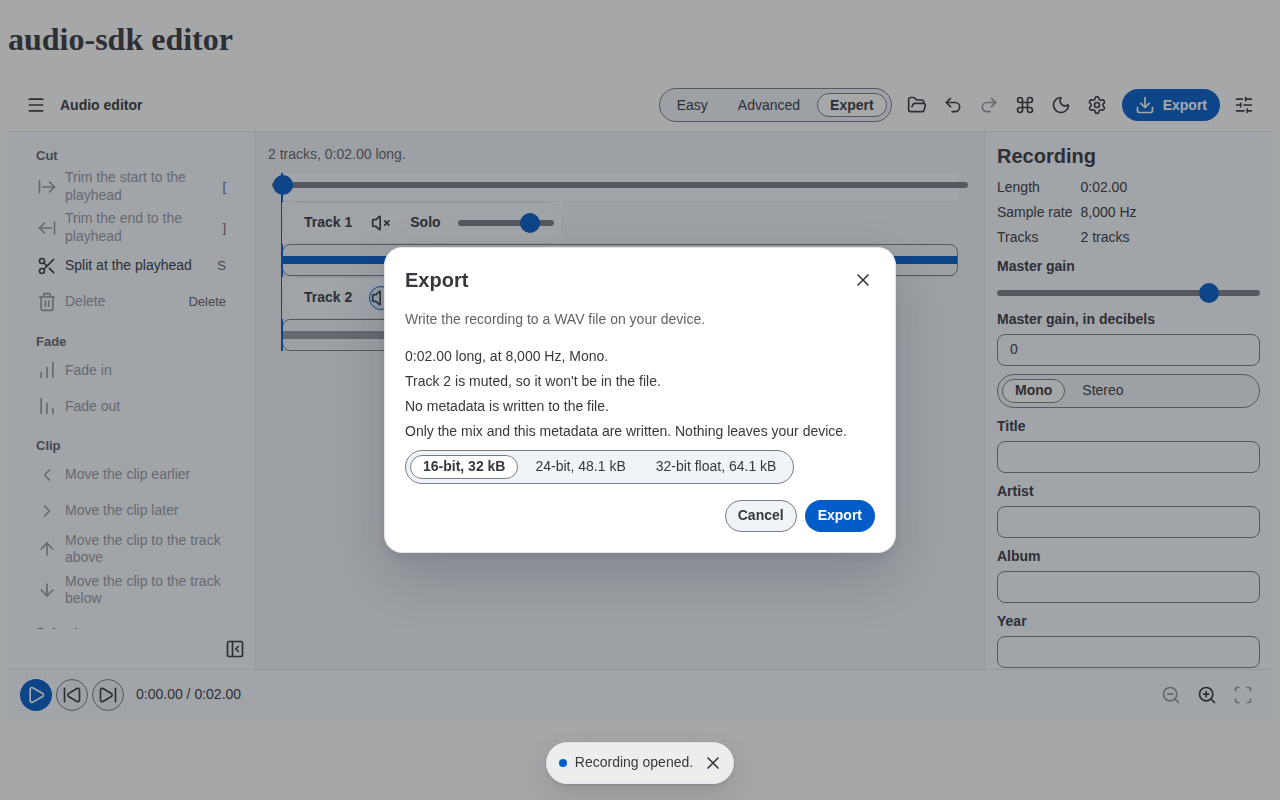 audio-sdk editor
Audio editor
Easy
Advanced
Expert
Export
Cut
Trim the start to the
playhead
[
Trim the end to the
playhead
]
Split at the playhead
S
Delete
Delete
Fade
Fade in
Fade out
Clip
Move the clip earlier
Move the clip later
Move the clip to the track
above
Move the clip to the track
below
2 tracks, 0:02.00 long.
Track 1
Solo
Track 2
Export
Write the recording to a WAV file on your device.
0:02.00 long, at 8,000 Hz, Mono.
Track 2 is muted, so it won't be in the file.
No metadata is written to the file.
Only the mix and this metadata are written. Nothing leaves your device.
16-bit, 32 kB
24-bit, 48.1 kB
32-bit float, 64.1 kB
Cancel
Export
Recording
Length 0:02.00
Sample rate 8,000 Hz
Tracks 2 tracks
Master gain
Master gain, in decibels
0
Mono
Stereo
Title
Artist
Album
Year
0:00.00 / 0:02.00
Recording opened.